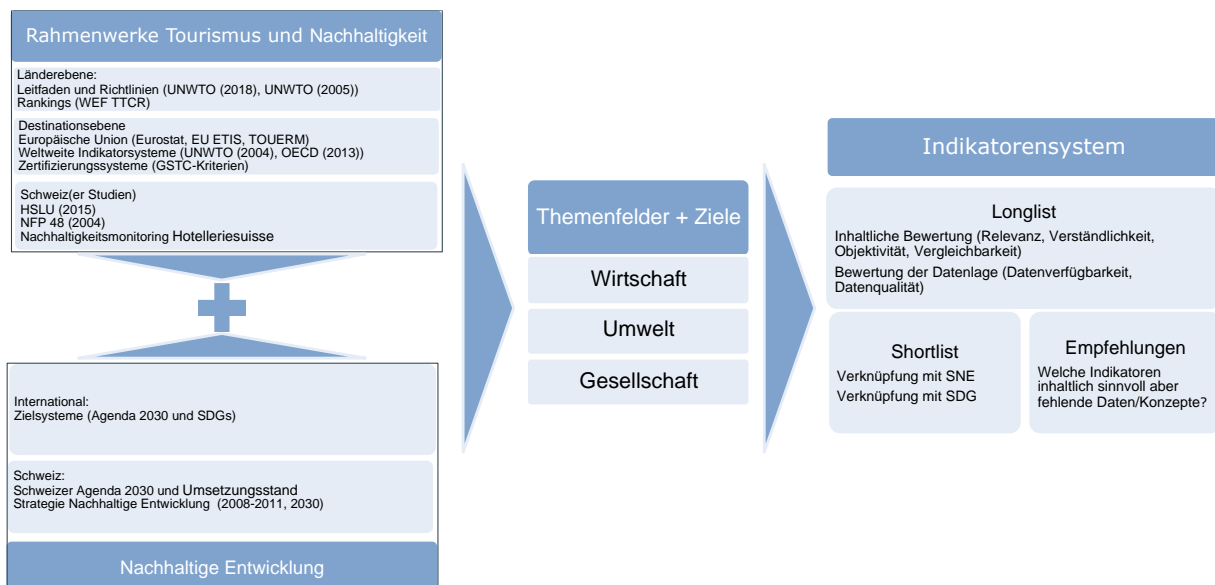 Rahmenwerke Tourismus und Nachhaltigkeit
Länderebene:
Leitfaden und Richtlinien (UNWTO (2018), UNWTO (2005))
Rankings (WEF TTCR)
Destinationsebene
Europäische Union (Eurostat, EU ETIS, TOUERM)
Weltweite Indikatorsysteme (UNWTO (2004), OECD (2013))
Zertifizierungssysteme (GSTC-Kriterien)
Schweiz(er Studien)
HSLU (2015)
NFP 48 (2004)
Nachhaltigkeitsmonitoring Hotelleriesuisse
International:
Zielsysteme (Agenda 2030 und SDGs)
Schweiz:
Schweizer Agenda 2030 und Umsetzungsstand
Strategie Nachhaltige Entwicklung (2008-2011, 2030)
Nachhaltige Entwicklung
Themenfelder + Ziele
Wirtschaft
Umwelt
Gesellschaft
Indikatorensystem
Longlist
Inhaltliche Bewertung (Relevanz, Verständlichkeit,
Objektivität, Vergleichbarkeit)
Bewertung der Datenlage (Datenverfügbarkeit,
Datenqualität)
Shortlist
Verknüpfung mit SNE
Verknüpfung mit SDG
Empfehlungen
Welche Indikatoren
inhaltlich sinnvoll aber
fehlende Daten/Konzepte?